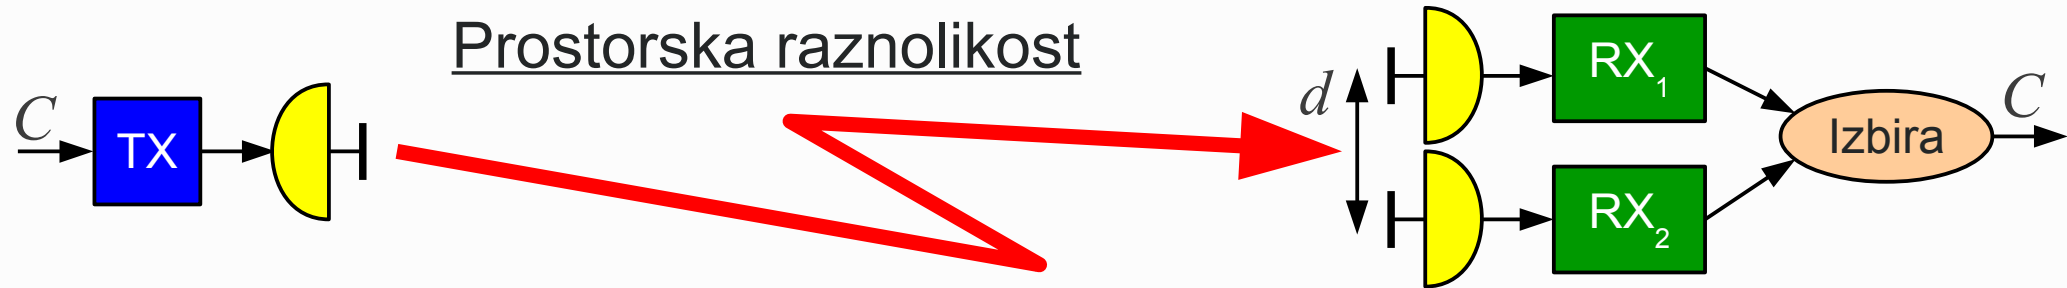 Prostorska raznolikost
C
TX
d
RX₁
RX₂
Izbira
C